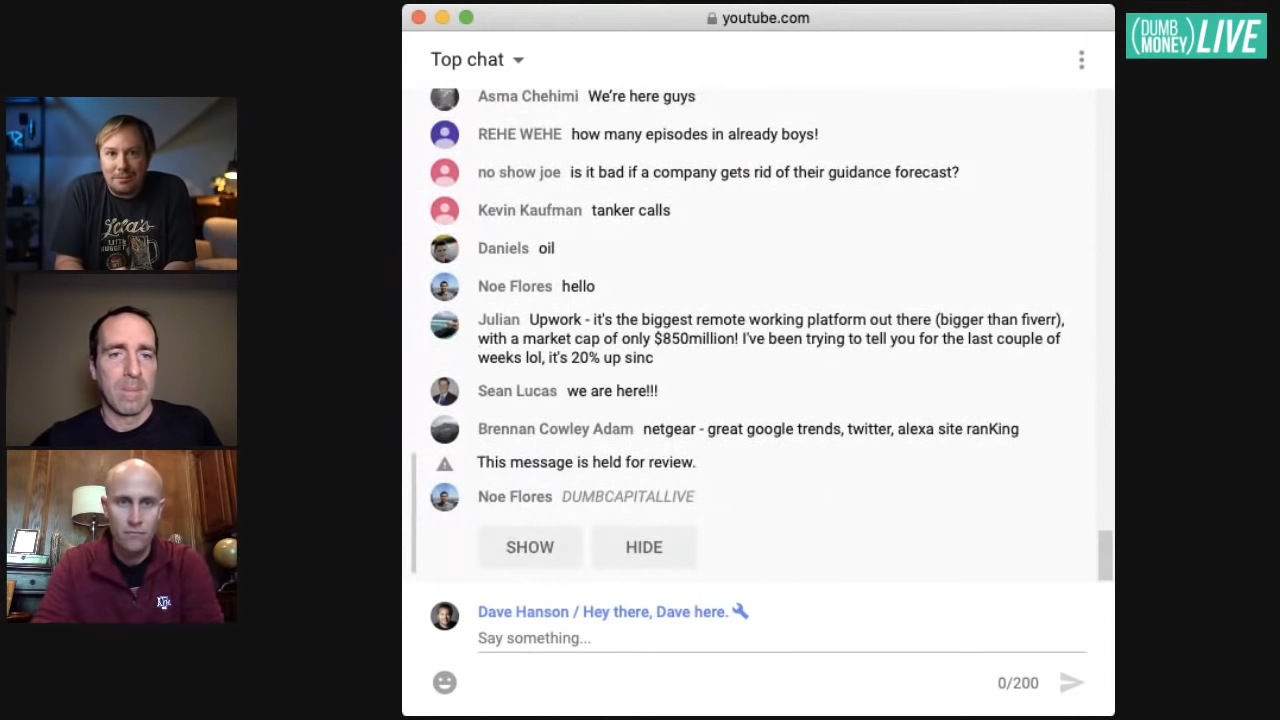 youtube.com
(DUMB MONEY) LIVE
Top chat
Asma Chehimi We're here guys
REHE WEHE how many episodes in already boys!
no show joe is it bad if a company gets rid of their guidance forecast?
Kevin Kaufman tanker calls
Daniels oil
Noe Flores hello
Julian Upwork - it's the biggest remote working platform out there (bigger than fiverr),
with a market cap of only $850million! I've been trying to tell you for the last couple of
weeks lol, it's 20% up sinc
Sean Lucas we are here!!!
Brennan Cowley Adam netgear - great google trends, twitter, alexa site ranKing
This message is held for review.
Noe Flores DUMBCAPITALLIVE
SHOW HIDE
Dave Hanson / Hey there, Dave here.
Say something...
0/200
Lola's